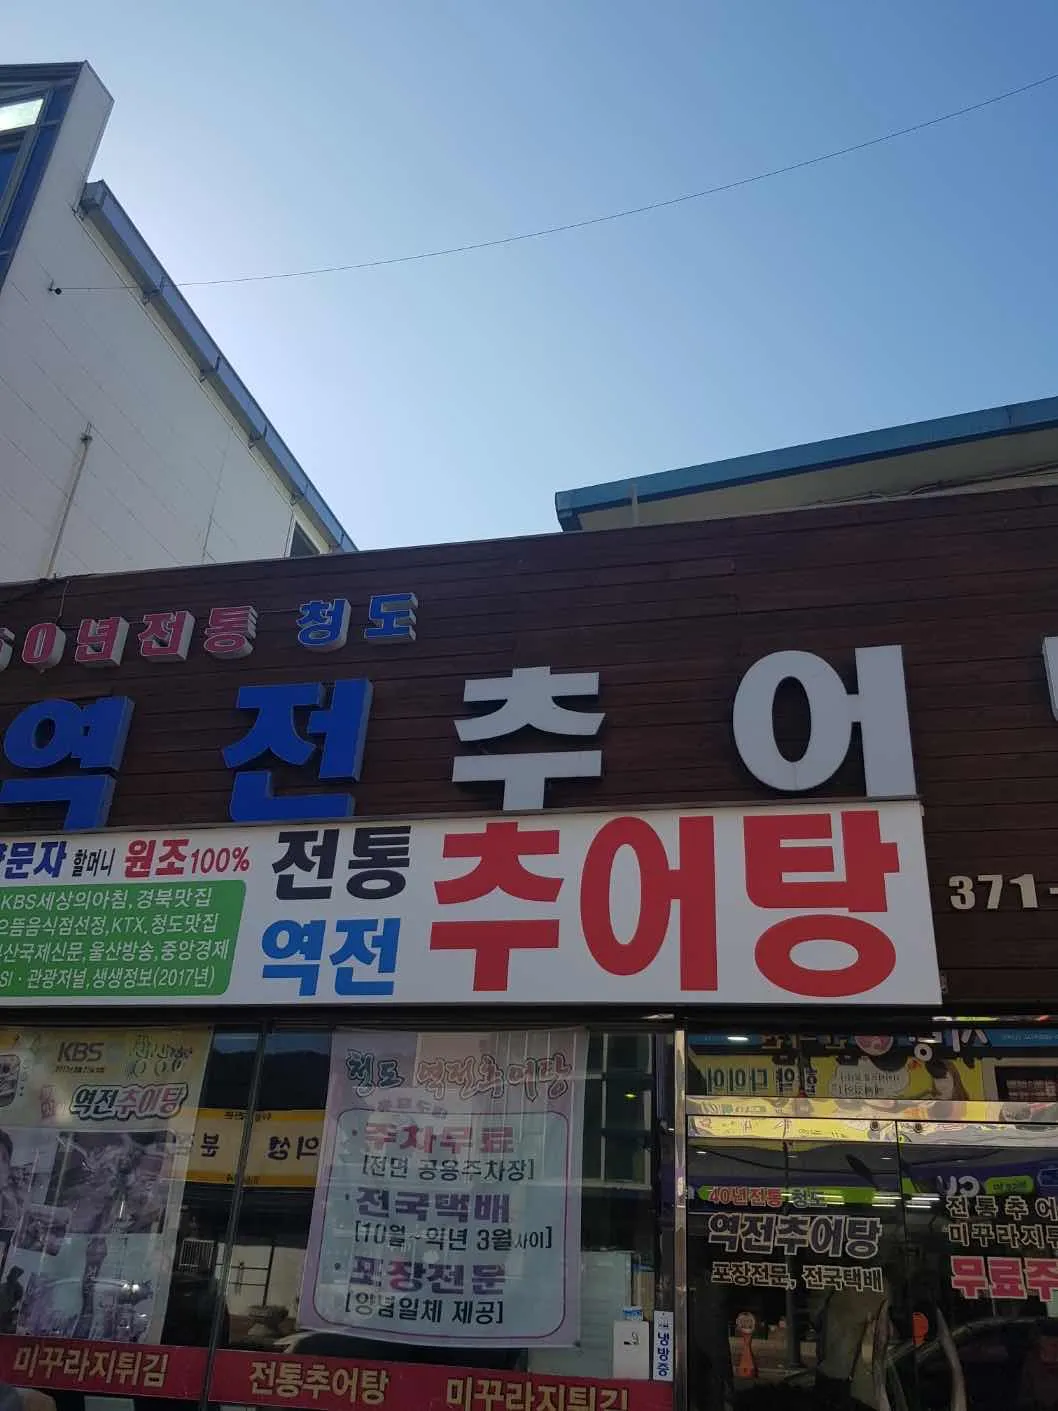 0년전통 청도
역전추어
문자 할머니 원조100% 전통
역전
추어탕
KBS세상의아침,경북맛집
으뜸음식점선정,KTX,청도맛집
산국제신문,울산방송,중앙경제
SI·관광저널,생생정보(2017년)
371-
KBS
역전추어탕
청도 역전추어탕
·주차무료
[전면 공용주차장]
·전국택배
[10월~익년 3월사이]
·포장전문
[양념일체 제공]
냉방중
40년전통 청도
역전추어탕
포장전문, 전국택배
전통추어
미꾸라지튀
무료주
미꾸라지튀김
전통추어탕
미꾸라지튀김